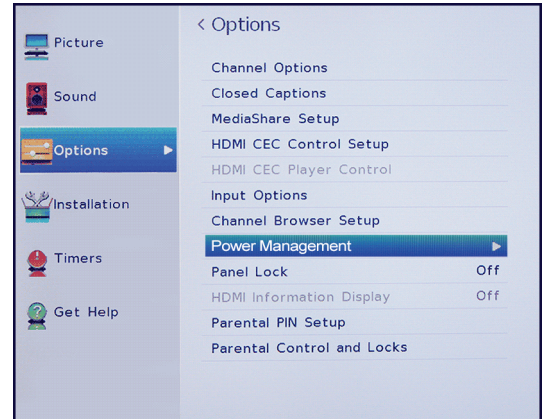 Picture
Sound
Options
Installation
Timers
Get Help
< Options
Channel Options
Closed Captions
MediaShare Setup
HDMI CEC Control Setup
HDMI CEC Player Control
Input Options
Channel Browser Setup
Power Management
Panel Lock Off
HDMI Information Display Off
Parental PIN Setup
Parental Control and Locks